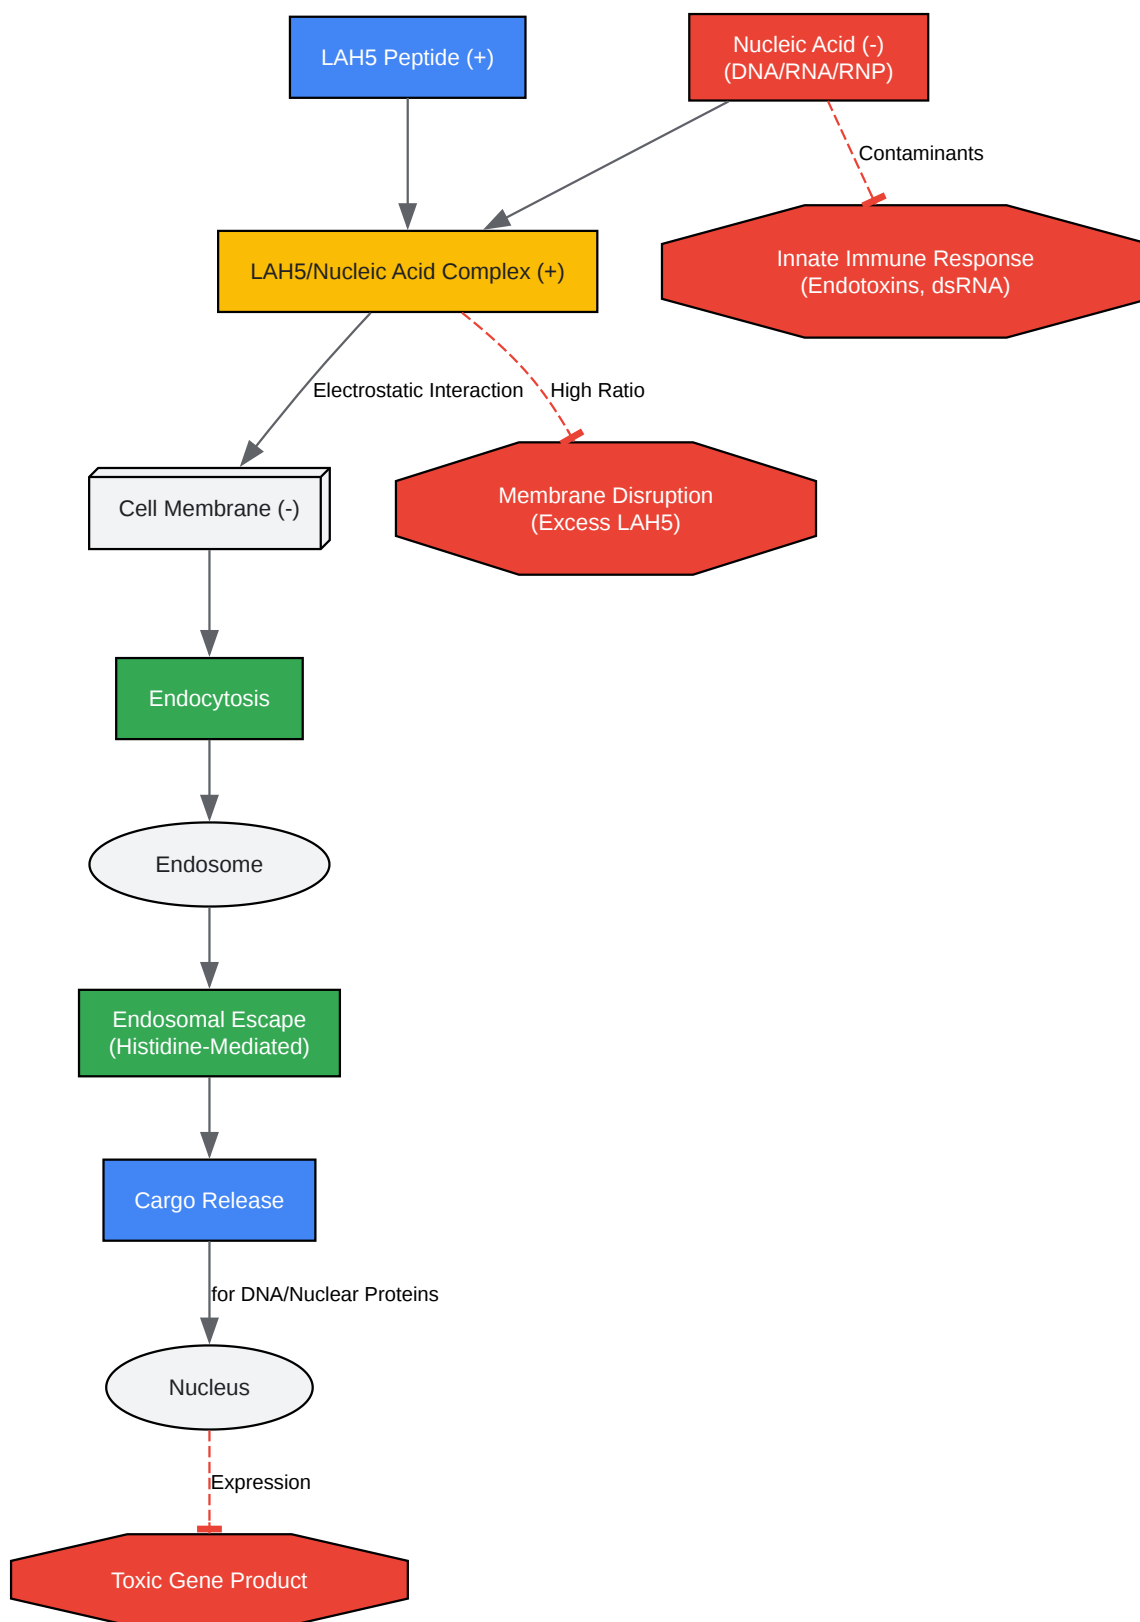 LAH5 Peptide (+)
Nucleic Acid (-)
(DNA/RNA/RNP)
Contaminants
Innate Immune Response
(Endotoxins, dsRNA)
LAH5/Nucleic Acid Complex (+)
Electrostatic Interaction
High Ratio
Cell Membrane (-)
Membrane Disruption
(Excess LAH5)
Endocytosis
Endosome
Endosomal Escape
(Histidine-Mediated)
Cargo Release
for DNA/Nuclear Proteins
Nucleus
Expression
Toxic Gene Product